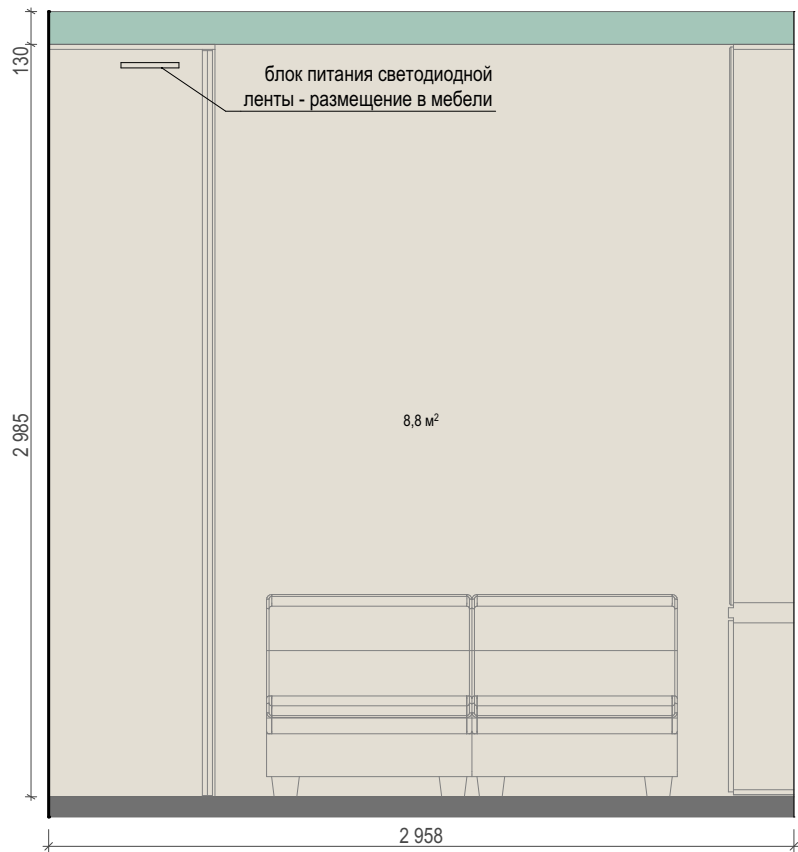 130
блок питания светодиодной
ленты - размещение в мебели
2 985
8,8 м²
2 958